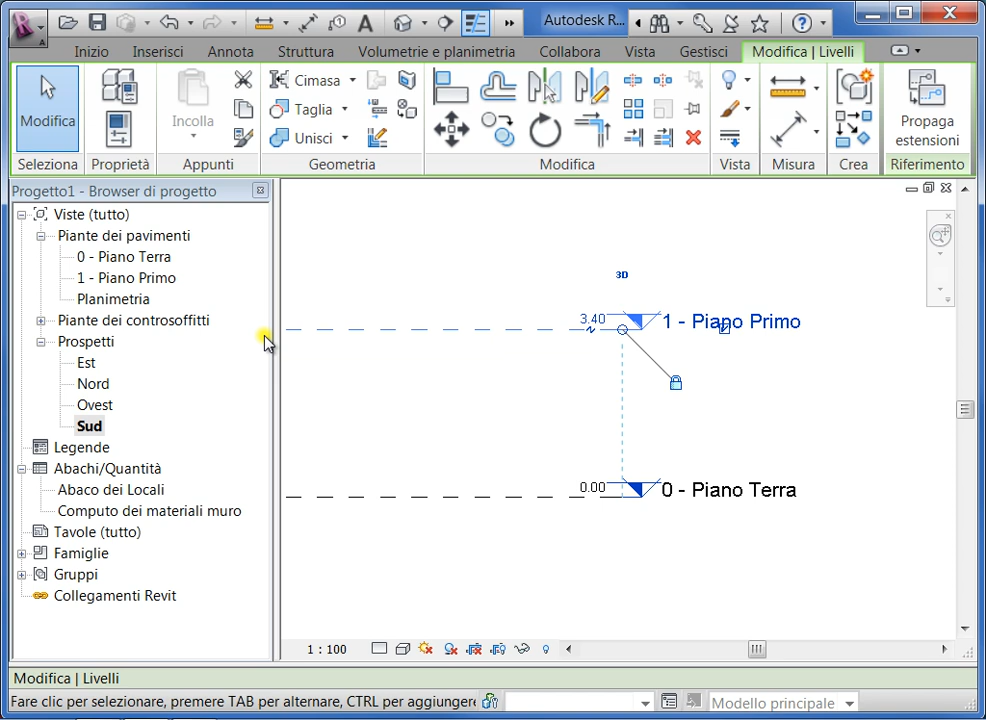 Autodesk R...
Inizio Inserisci Annota Struttura Volumetrie e planimetria Collabora Vista Gestisci Modifica | Livelli
Modifica
Incolla
Cimasa
Taglia
Unisci
Propaga
estensioni
Seleziona Proprietà Appunti Geometria Modifica Vista Misura Crea Riferimento
Progetto1 - Browser di progetto
Viste (tutto)
Piante dei pavimenti
0 - Piano Terra
1 - Piano Primo
Planimetria
Piante dei controsoffitti
Prospetti
Est
Nord
Ovest
Sud
Legende
Abachi/Quantità
Abaco dei Locali
Computo dei materiali muro
Tavole (tutto)
Famiglie
Gruppi
Collegamenti Revit
3D
3.40 1 - Piano Primo
0.00 0 - Piano Terra
1 : 100
Modifica | Livelli
Fare clic per selezionare, premere TAB per alternare, CTRL per aggiungere
Modello principale